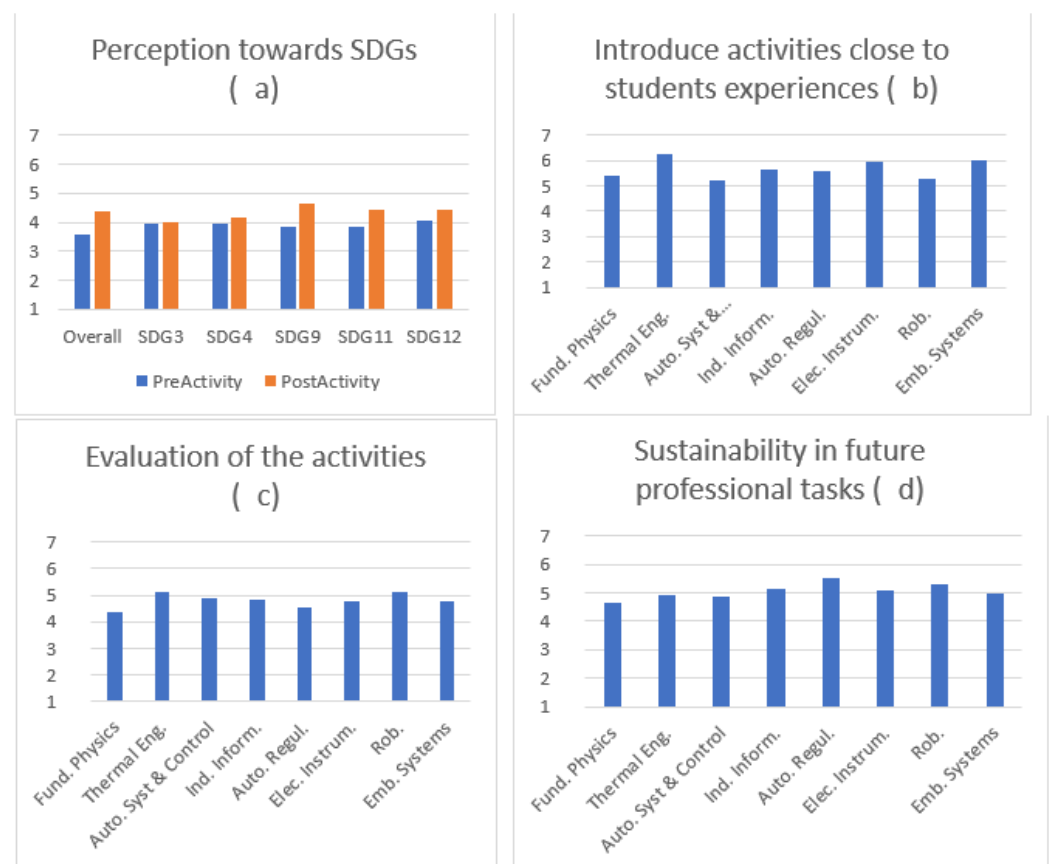 Perception towards SDGs
( a)
7
6
5
4
3
2
1
Overall SDG3 SDG4 SDG9 SDG11 SDG12
PreActivity PostActivity
Introduce activities close to
students experiences ( b)
7
6
5
4
3
2
1
Fund. Physics
Thermal Eng.
Auto. Syst &...
Ind. Inform.
Auto. Regul.
Elec. Instrum.
Rob.
Emb. Systems
Evaluation of the activities
( c)
7
6
5
4
3
2
1
Fund. Physics
Thermal Eng.
Auto. Syst & Control
Ind. Inform.
Auto. Regul.
Elec. Instrum.
Rob.
Emb. Systems
Sustainability in future
professional tasks ( d)
7
6
5
4
3
2
1
Fund. Physics
Thermal Eng.
Auto. Syst & Control
Ind. Inform.
Auto. Regul.
Elec. Instrum.
Rob.
Emb. Systems